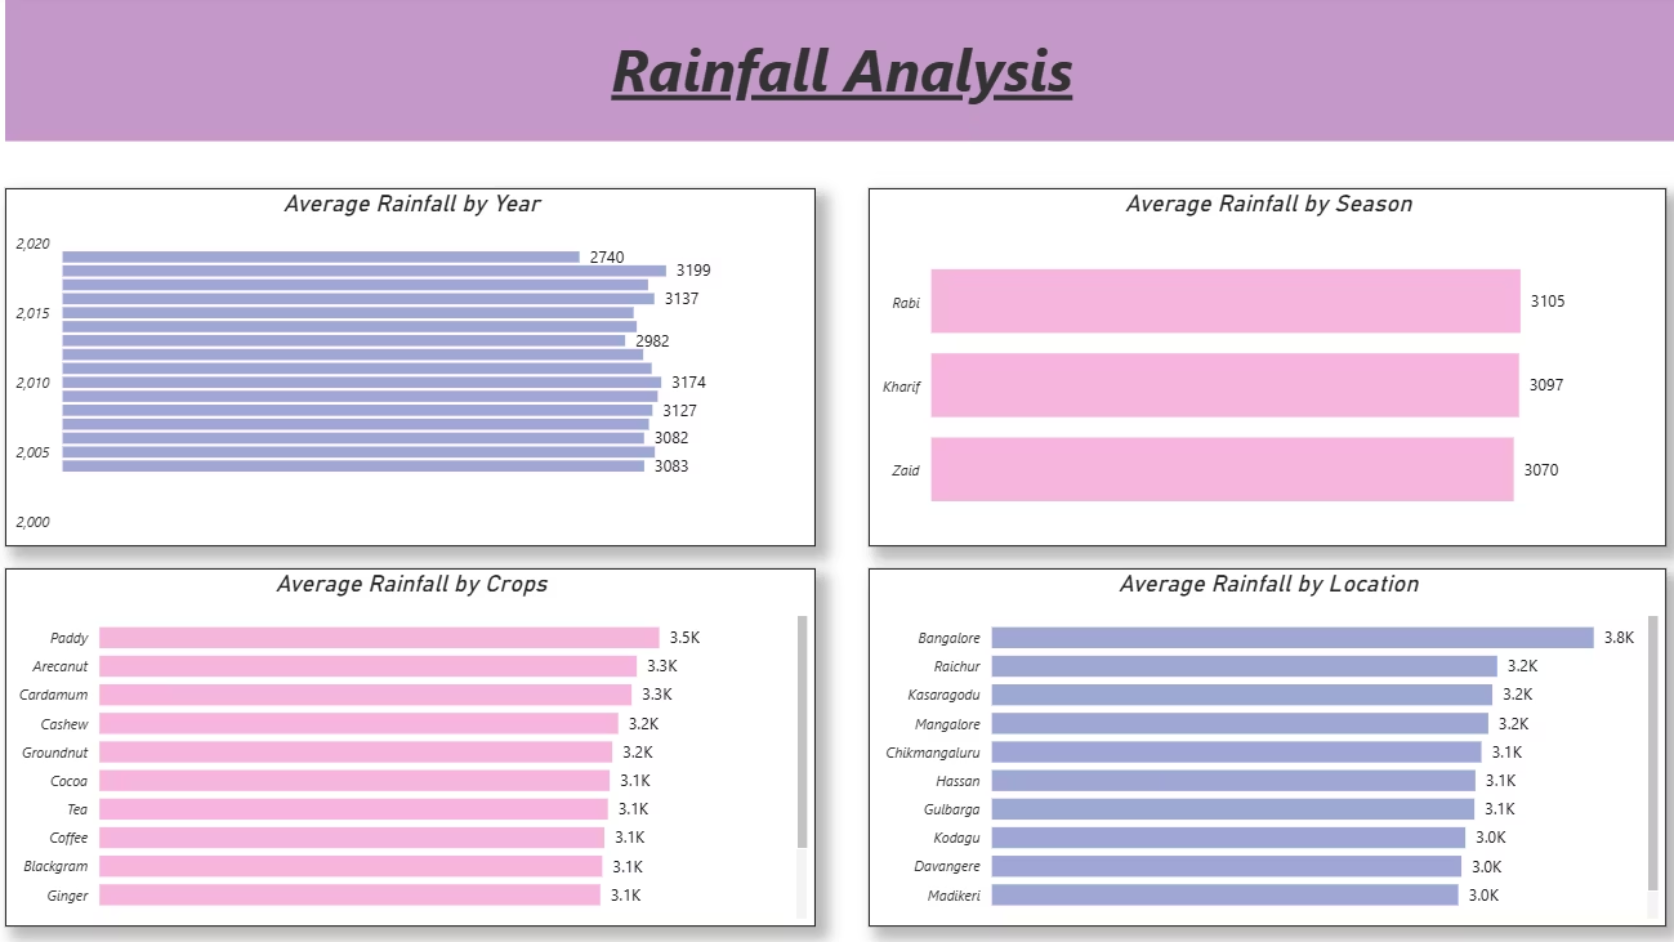 Rainfall Analysis
Average Rainfall by Year
2,020
2740
3199
3137
2,015
2982
2,010
3174
3127
3082
2,005
3083
2,000
Average Rainfall by Season
Rabi 3105
Kharif 3097
Zaid 3070
Average Rainfall by Crops
Paddy 3.5K
Arecanut 3.3K
Cardamum 3.3K
Cashew 3.2K
Groundnut 3.2K
Cocoa 3.1K
Tea 3.1K
Coffee 3.1K
Blackgram 3.1K
Ginger 3.1K
Average Rainfall by Location
Bangalore 3.8K
Raichur 3.2K
Kasaragodu 3.2K
Mangalore 3.2K
Chikmangaluru 3.1K
Hassan 3.1K
Gulbarga 3.1K
Kodagu 3.0K
Davangere 3.0K
Madikeri 3.0K